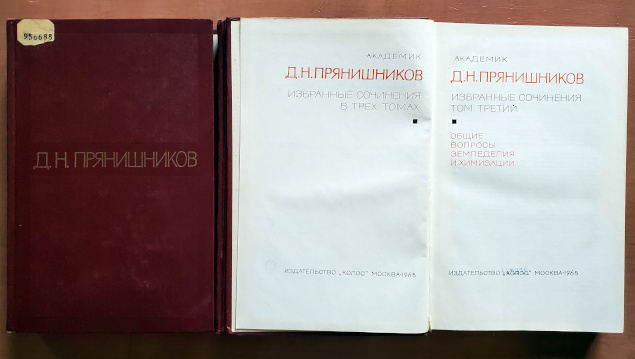 956688
Д.Н.ПРЯНИШНИКОВ
АКАДЕМИК
Д.Н.ПРЯНИШНИКОВ
ИЗБРАННЫЕ СОЧИНЕНИЯ
В ТРЕХ ТОМАХ
ИЗДАТЕЛЬСТВО „КОЛОС“ МОСКВА·1965
АКАДЕМИК
Д.Н.ПРЯНИШНИКОВ
ИЗБРАННЫЕ СОЧИНЕНИЯ
ТОМ ТРЕТИЙ
ОБЩИЕ
ВОПРОСЫ
ЗЕМЛЕДЕЛИЯ
И ХИМИЗАЦИИ
ИЗДАТЕЛЬСТВО „КОЛОС“ МОСКВА·1965